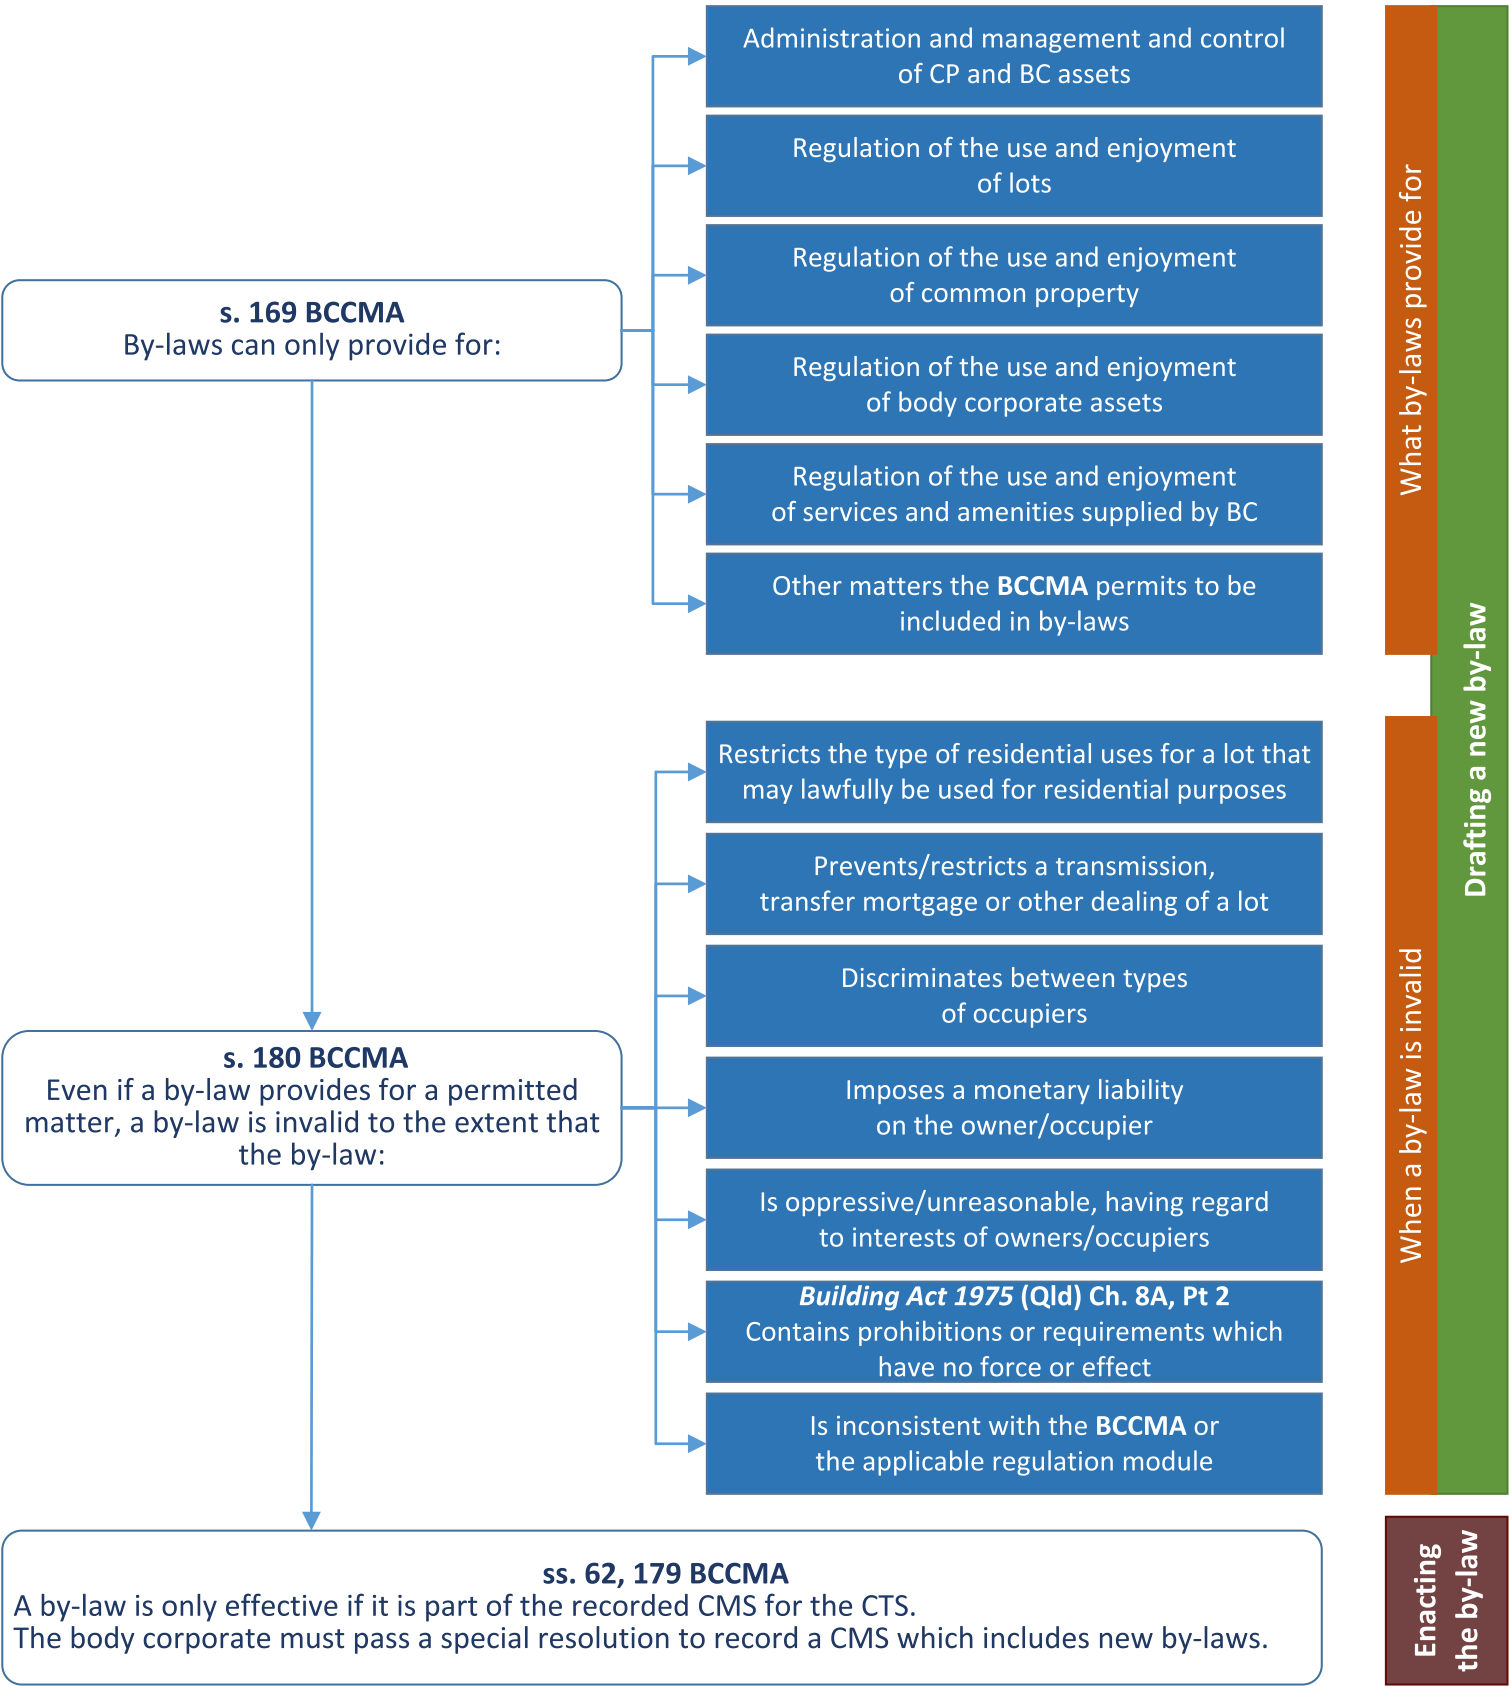 Administration and management and control
of CP and BC assets
Regulation of the use and enjoyment
of lots
Regulation of the use and enjoyment
of common property
s. 169 BCCMA
By-laws can only provide for:
Regulation of the use and enjoyment
of body corporate assets
Regulation of the use and enjoyment
of services and amenities supplied by BC
Other matters the BCCMA permits to be
included in by-laws
What by-laws provide for
Drafting a new by-law
Restricts the type of residential uses for a lot that
may lawfully be used for residential purposes
Prevents/restricts a transmission,
transfer mortgage or other dealing of a lot
Discriminates between types
of occupiers
s. 180 BCCMA
Even if a by-law provides for a permitted
matter, a by-law is invalid to the extent that
the by-law:
Imposes a monetary liability
on the owner/occupier
Is oppressive/unreasonable, having regard
to interests of owners/occupiers
Building Act 1975 (Qld) Ch. 8A, Pt 2
Contains prohibitions or requirements which
have no force or effect
Is inconsistent with the BCCMA or
the applicable regulation module
When a by-law is invalid
ss. 62, 179 BCCMA
A by-law is only effective if it is part of the recorded CMS for the CTS.
The body corporate must pass a special resolution to record a CMS which includes new by-laws.
Enacting
the by-law